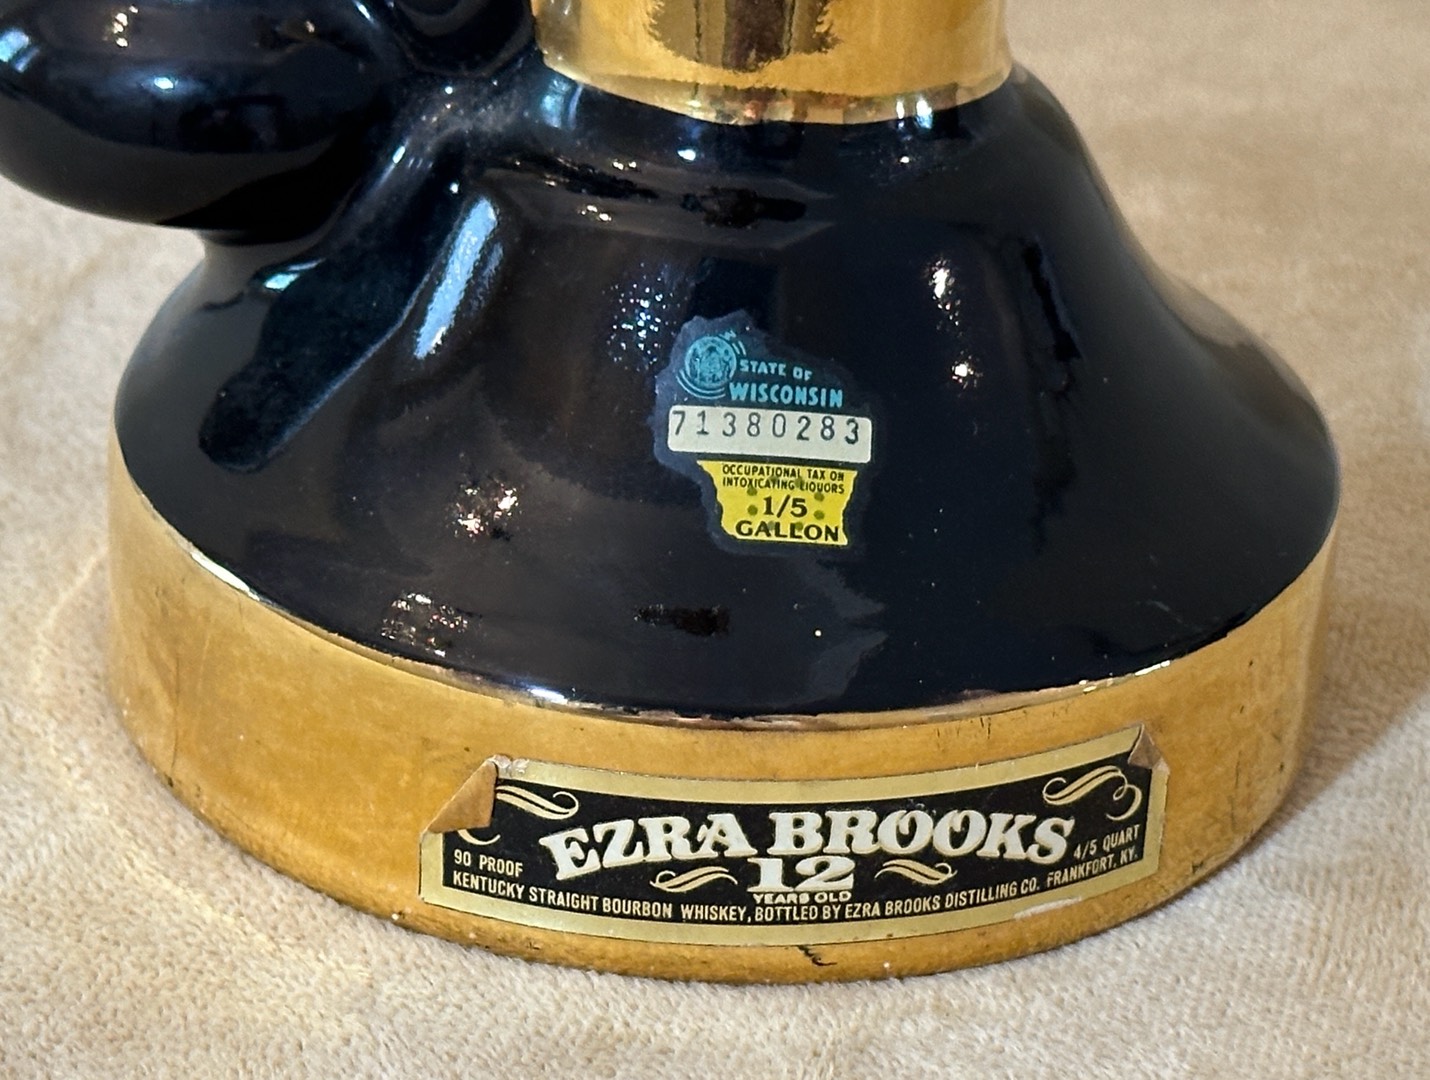 STATE OF
WISCONSIN
71380283
OCCUPATIONAL TAX ON
INTOXICATING LIQUORS
1/5
GALLON
EZRA BROOKS
90 PROOF
12
4/5 QUART
YEARS OLD
KENTUCKY STRAIGHT BOURBON WHISKEY, BOTTLED BY EZRA BROOKS DISTILLING CO. FRANKFORT, KY.